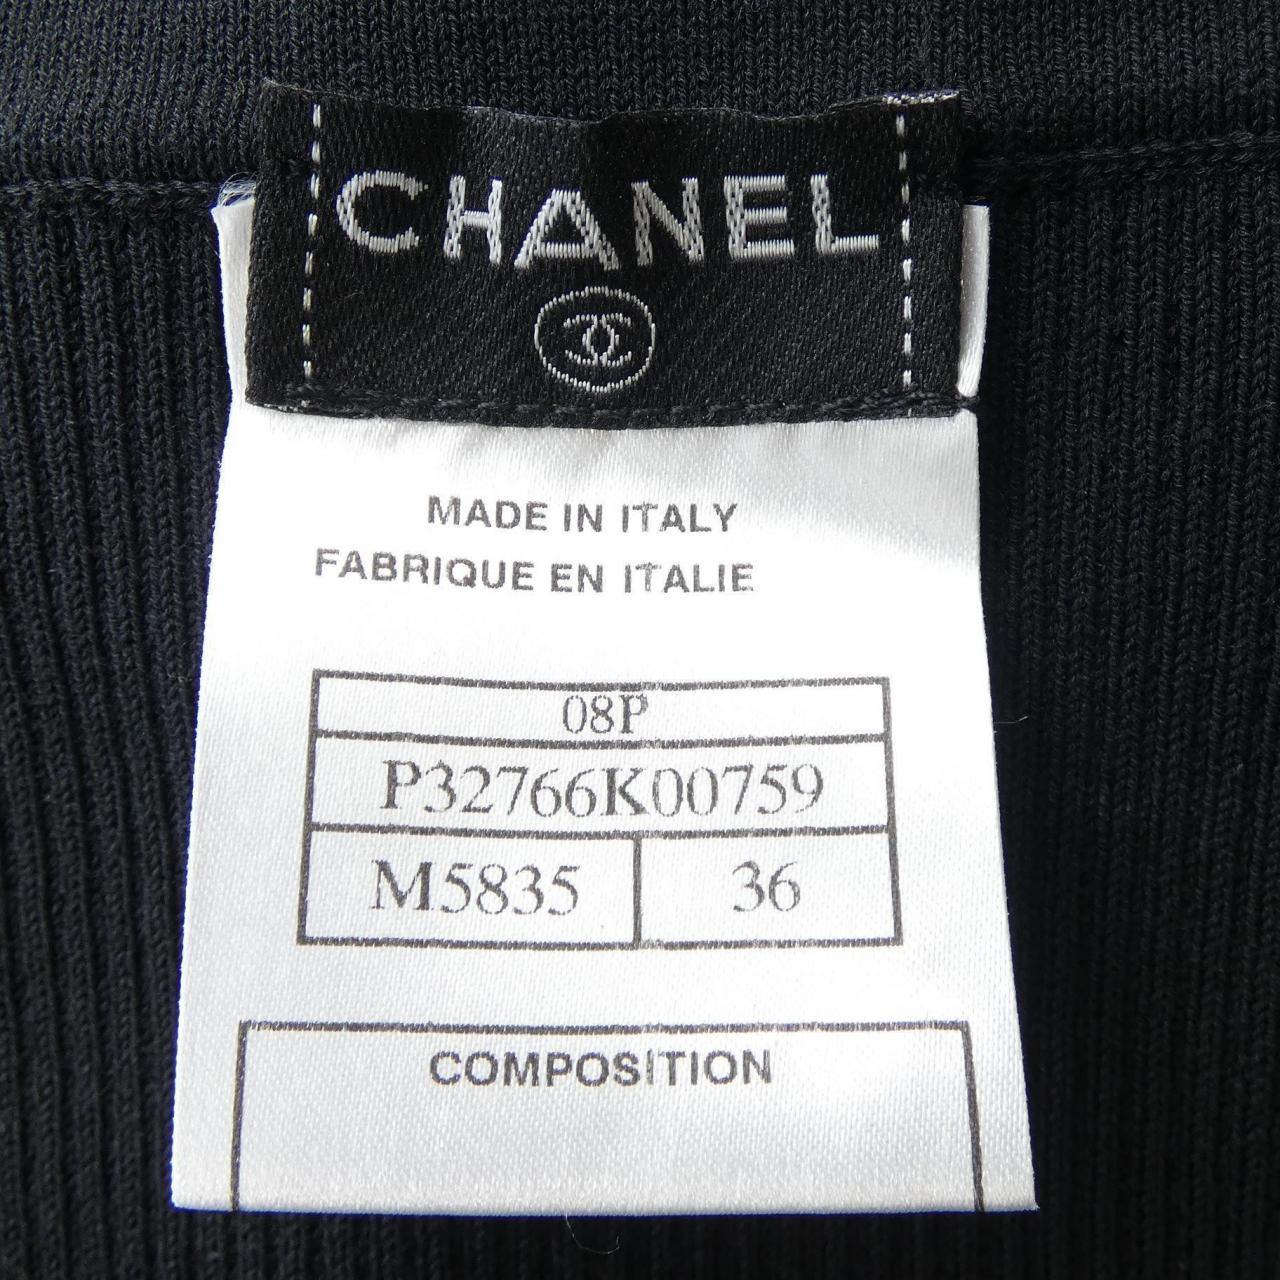 CHANEL
MADE IN ITALY
FABRIQUE EN ITALIE
08P
P32766K00759
M5835 36
COMPOSITION